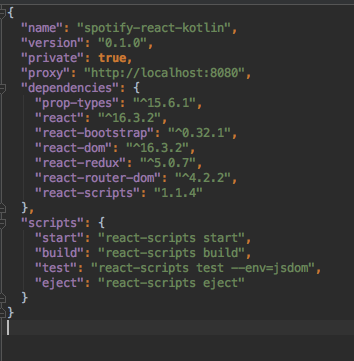 {
  "name": "spotify-react-kotlin",
  "version": "0.1.0",
  "private": true,
  "proxy": "http://localhost:8080",
  "dependencies": {
    "prop-types": "^15.6.1",
    "react": "^16.3.2",
    "react-bootstrap": "^0.32.1",
    "react-dom": "^16.3.2",
    "react-redux": "^5.0.7",
    "react-router-dom": "^4.2.2",
    "react-scripts": "1.1.4"
  },
  "scripts": {
    "start": "react-scripts start",
    "build": "react-scripts build",
    "test": "react-scripts test --env=jsdom",
    "eject": "react-scripts eject"
  }
}